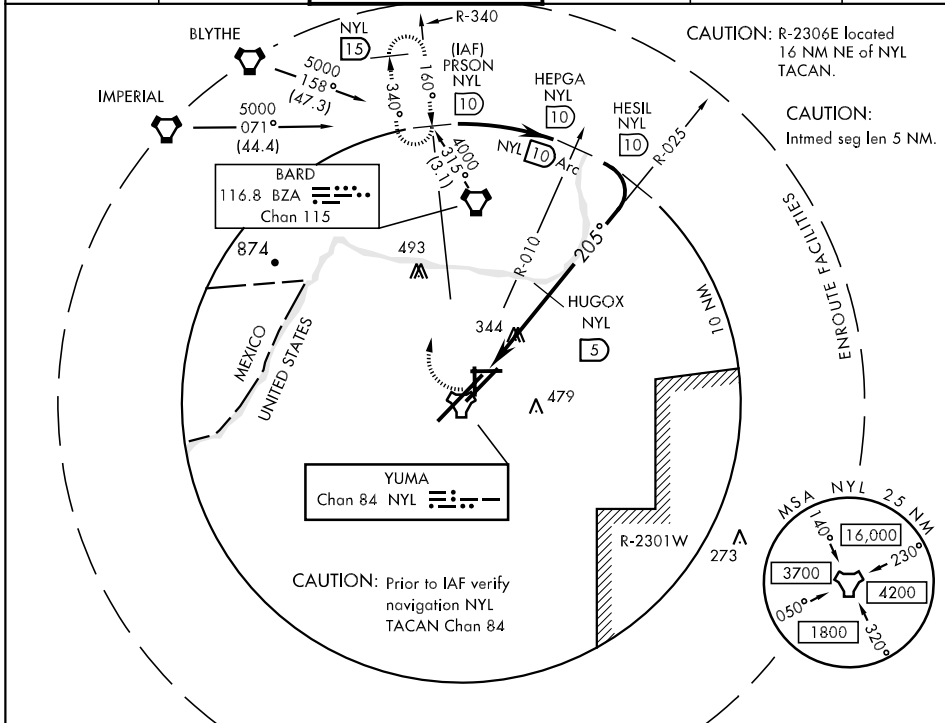 BLYTHE
5000
158°
(47.3)
IMPERIAL
5000
071°
(44.4)
NYL
15
R-340
340°
160°
(IAF)
PRSON
NYL
10
HEPGA
NYL
10
HESIL
NYL
10
NYL 10 Arc
R-025
CAUTION: R-2306E located
16 NM NE of NYL
TACAN.
CAUTION:
Intmed seg len 5 NM.
4000
315°
(3.1)
BARD
116.8 BZA
Chan 115
874
493
R-010
205°
HUGOX
NYL
5
344
479
10 NM
ENROUTE FACILITIES
MEXICO
UNITED STATES
YUMA
Chan 84 NYL
R-2301W
273
CAUTION: Prior to IAF verify
navigation NYL
TACAN Chan 84
MSA NYL 25 NM
140°
16,000
230°
3700
4200
050°
1800
320°